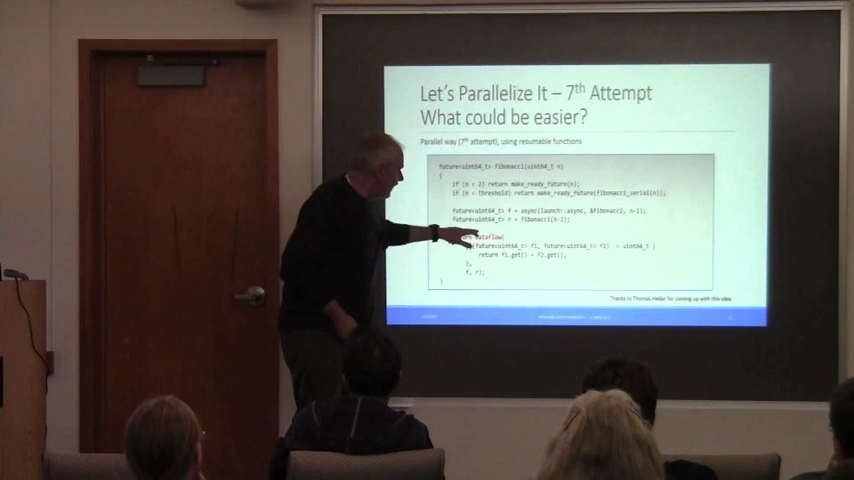 Let's Parallelize It – 7th Attempt
What could be easier?
Parallel way (7th attempt), using resumable functions
future<uint64_t> fibonacci(uint64_t n)
{
if (n < 2) return make_ready_future(n);
if (n < threshold) return make_ready_future(fibonacci_serial(n));
future<uint64_t> f = async(launch::async, &fibonacci, n-1);
future<uint64_t> r = fibonacci(n-2);
dataflow(
(future<uint64_t> f1, future<uint64_t> f2) -> uint64_t {
return f1.get() + f2.get();
},
f, r);
}
Thanks to Thomas Heller for coming up with this idea